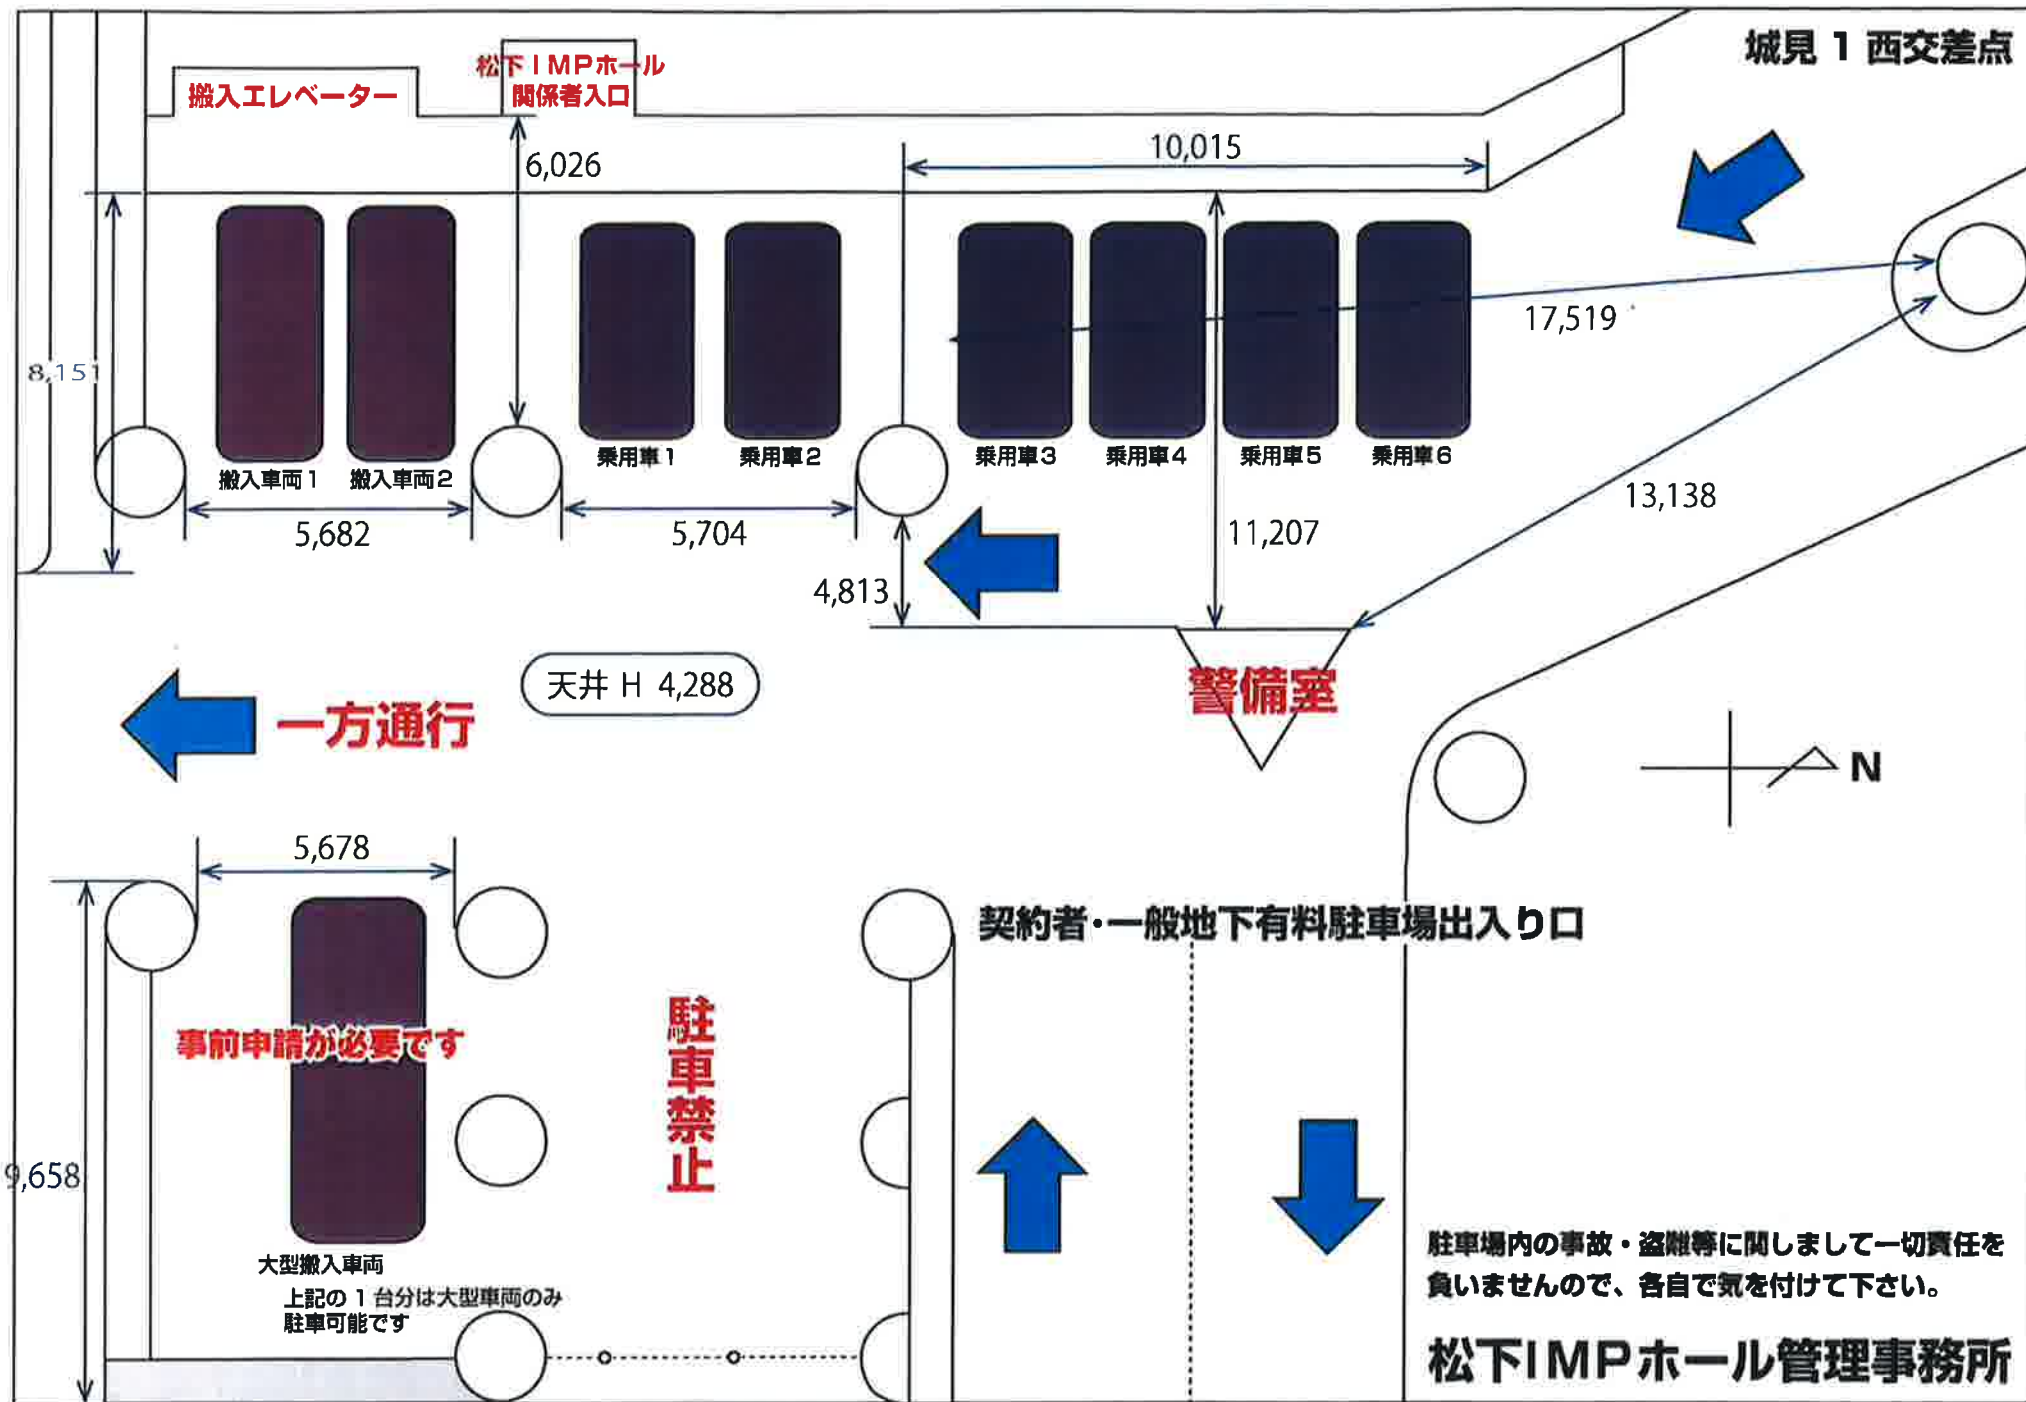 城見 1 西交差点
松下IMPホール
関係者入口
搬入エレベーター
10,015
6,026
17,519
8,151
搬入車両1
搬入車両2
乗用車1
乗用車2
乗用車3
乗用車4
乗用車5
乗用車6
13,138
5,682
5,704
11,207
4,813
天井 H 4,288
警備室
一方通行
N
5,678
契約者・一般地下有料駐車場出入り口
事前申請が必要です
駐車禁止
9,658
大型搬入車両
上記の 1 台分は大型車両のみ
駐車可能です
駐車場内の事故・盗難等に関しまして一切責任を
負いませんので、各自で気を付けて下さい。
松下IMPホール管理事務所